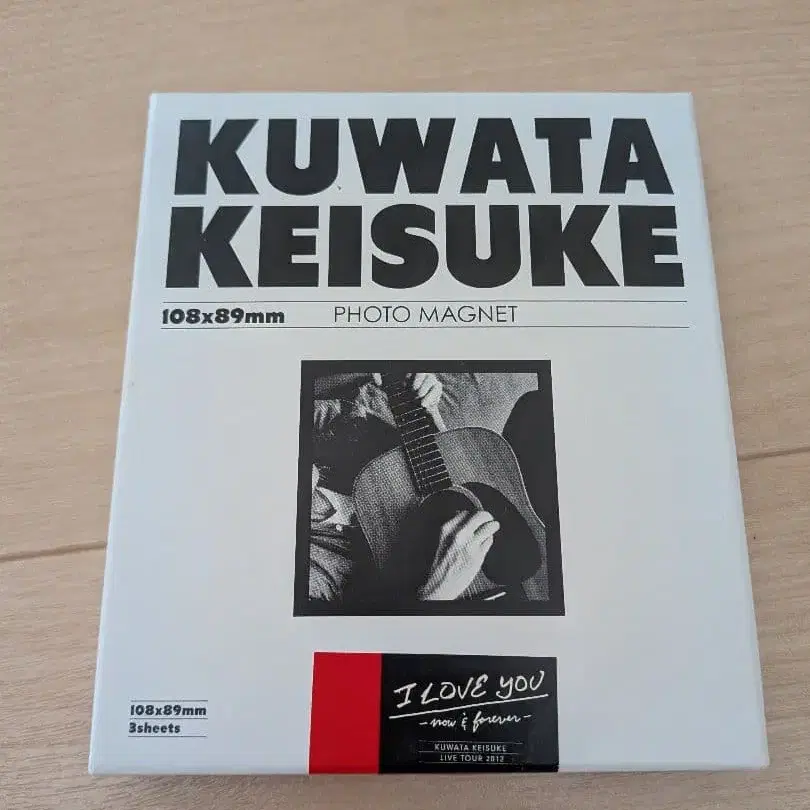 KUWATA
KEISUKE
108x89mm PHOTO MAGNET
I LOVE YOU
-now & forever-
KUWATA KEISUKE
LIVE TOUR 2012
108x89mm
3sheets